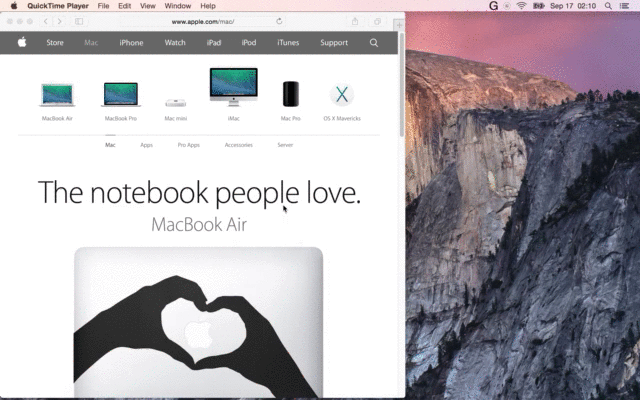 QuickTime Player File Edit View Window Help Sep 17 02:10
www.apple.com/mac/
Store Mac iPhone Watch iPad iPod iTunes Support
MacBook Air MacBook Pro Mac mini iMac Mac Pro OS X Mavericks
Mac Apps Pro Apps Accessories Server
The notebook people love.
MacBook Air